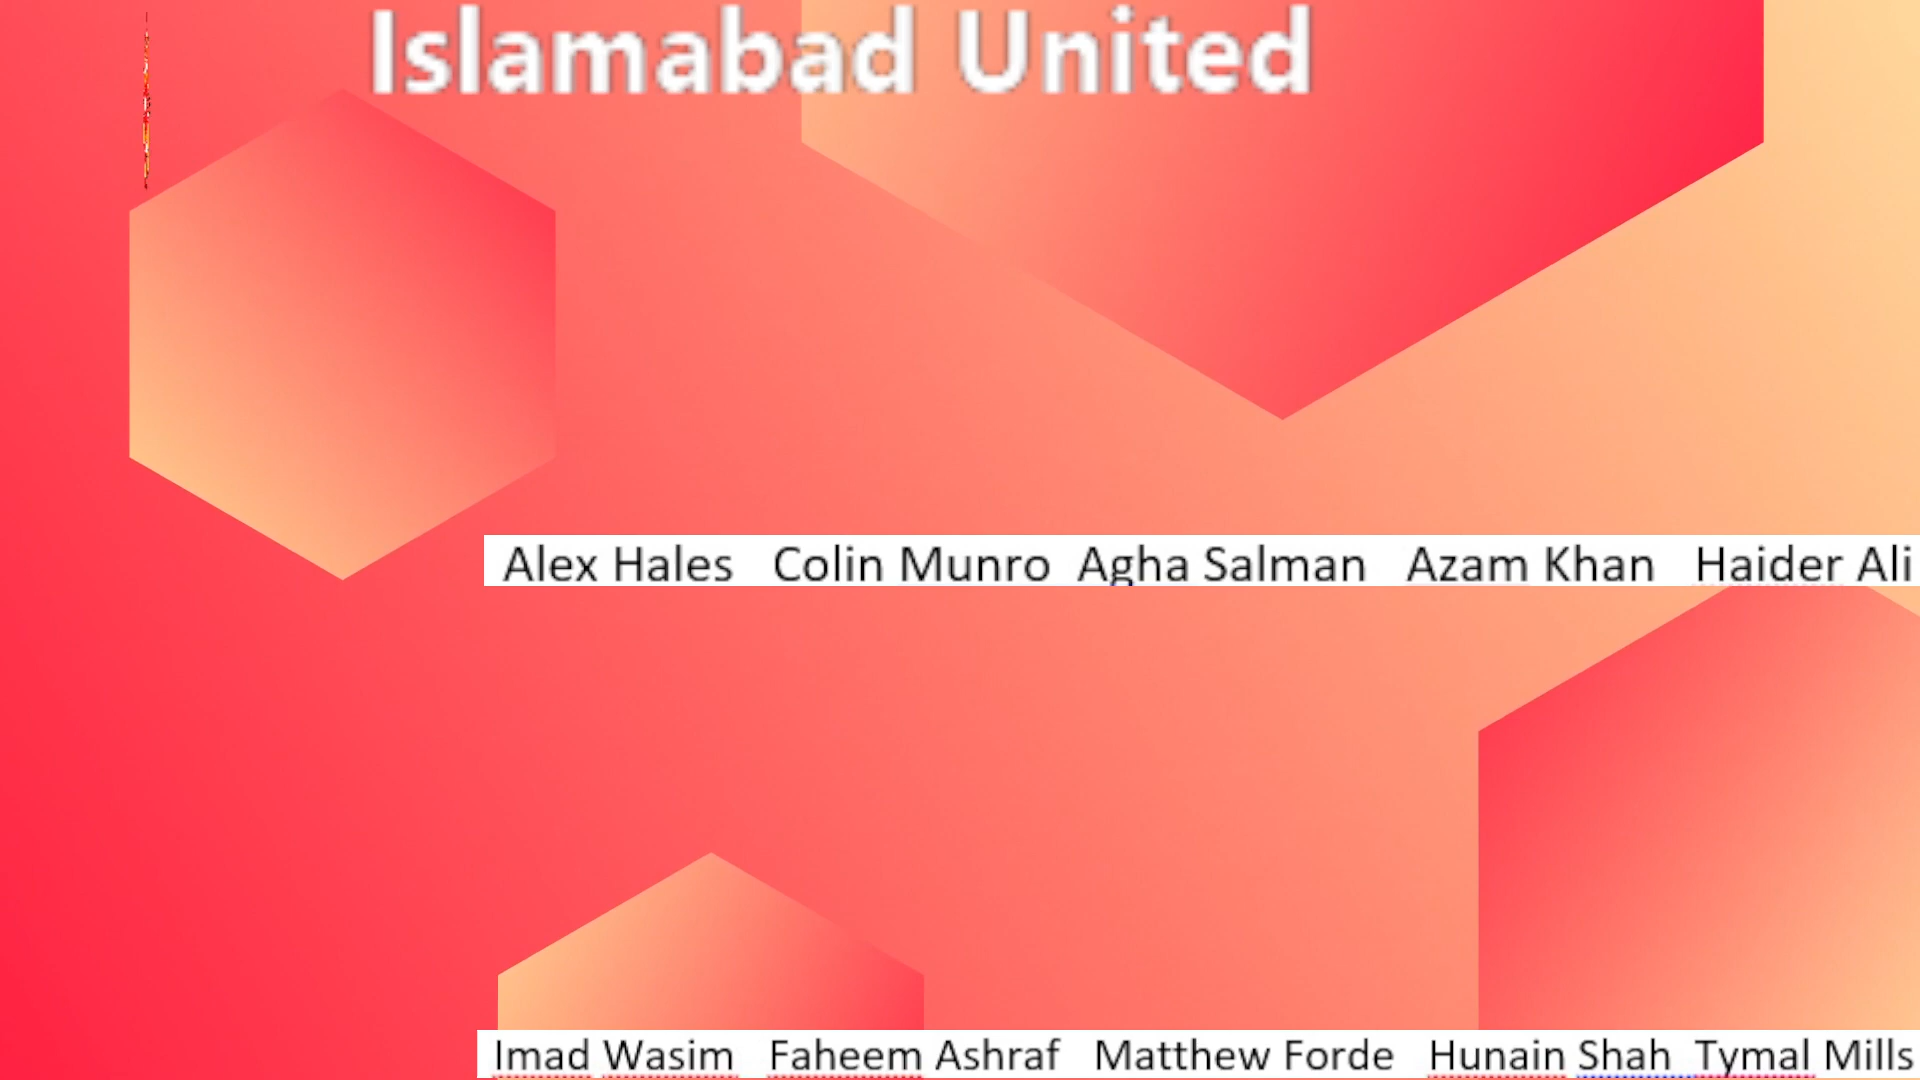 Islamabad United
Alex Hales Colin Munro Agha Salman Azam Khan Haider Ali
Imad Wasim Faheem Ashraf Matthew Forde Hunain Shah Tymal Mills